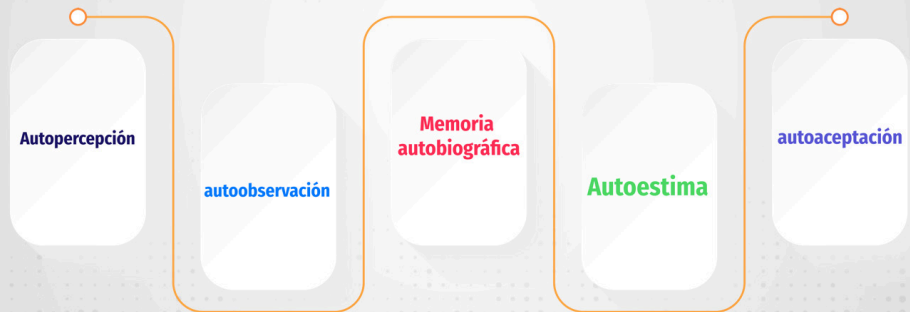 Autopercepción
autoobservación
Memoria
autobiográfica
Autoestima
autoaceptación